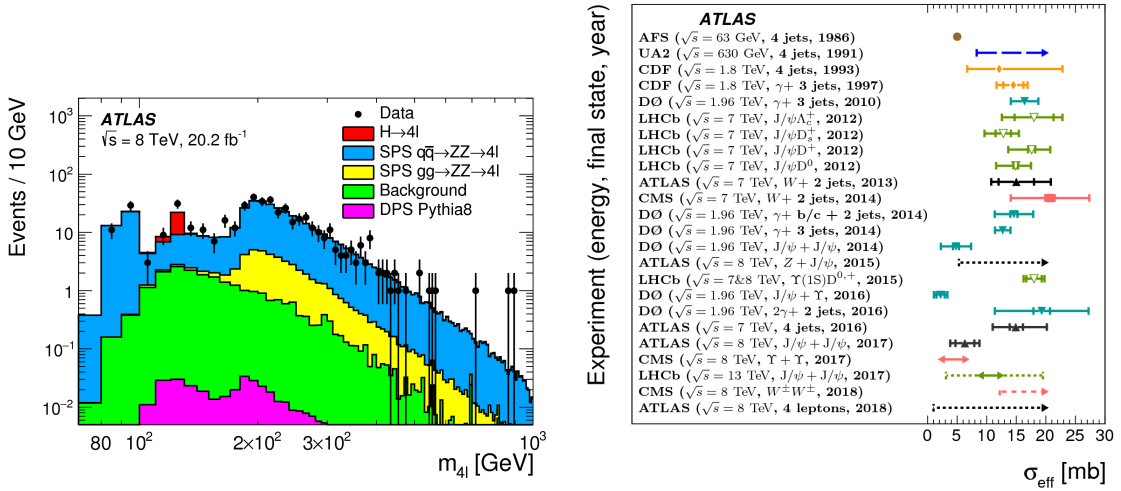 ATLAS
√s = 8 TeV, 20.2 fb⁻¹
Data
H→4l
SPS qq̅→ZZ→4l
SPS gg→ZZ→4l
Background
DPS Pythia8
Events / 10 GeV
10³
10²
10
1
10⁻¹
10⁻²
80 10² 2×10² 3×10² 10³
m₄ₗ [GeV]
Experiment (energy, final state, year)
ATLAS
AFS (√s = 63 GeV, 4 jets, 1986)
UA2 (√s = 630 GeV, 4 jets, 1991)
CDF (√s = 1.8 TeV, 4 jets, 1993)
CDF (√s = 1.8 TeV, γ+ 3 jets, 1997)
DØ (√s = 1.96 TeV, γ+ 3 jets, 2010)
LHCb (√s = 7 TeV, J/ψΛ_c⁺, 2012)
LHCb (√s = 7 TeV, J/ψD_s⁺, 2012)
LHCb (√s = 7 TeV, J/ψD⁺, 2012)
LHCb (√s = 7 TeV, J/ψD⁰, 2012)
ATLAS (√s = 7 TeV, W+ 2 jets, 2013)
CMS (√s = 7 TeV, W+ 2 jets, 2014)
DØ (√s = 1.96 TeV, γ+ b/c + 2 jets, 2014)
DØ (√s = 1.96 TeV, γ+ 3 jets, 2014)
DØ (√s = 1.96 TeV, J/ψ + J/ψ, 2014)
ATLAS (√s = 8 TeV, Z + J/ψ, 2015)
LHCb (√s = 7&8 TeV, Υ(1S)D⁰,⁺, 2015)
DØ (√s = 1.96 TeV, J/ψ + Υ, 2016)
DØ (√s = 1.96 TeV, 2γ+ 2 jets, 2016)
ATLAS (√s = 7 TeV, 4 jets, 2016)
ATLAS (√s = 8 TeV, J/ψ + J/ψ, 2017)
CMS (√s = 8 TeV, Υ + Υ, 2017)
LHCb (√s = 13 TeV, J/ψ + J/ψ, 2017)
CMS (√s = 8 TeV, W±W±, 2018)
ATLAS (√s = 8 TeV, 4 leptons, 2018)
0 5 10 15 20 25 30
σ_eff [mb]